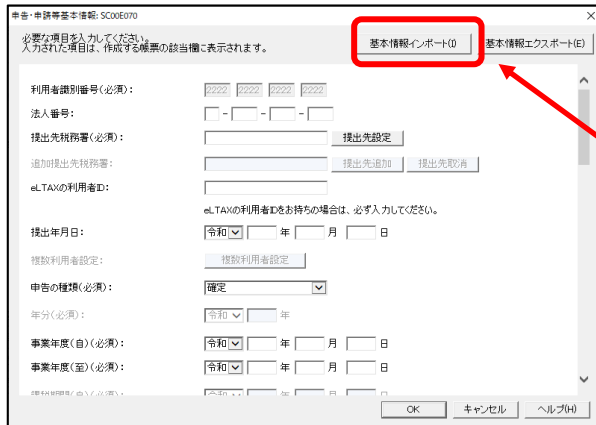 申告・申請等基本情報: SC00E070
必要な項目を入力してください。
入力された項目は、作成する帳票の該当欄に表示されます。
基本情報インポート(I) 基本情報エクスポート(E)
利用者識別番号(必須): 2222 2222 2222 2222
法人番号: - - -
提出先税務署(必須): 提出先設定
追加提出先税務署: 提出先追加 提出先取消
eLTAXの利用者ID:
eLTAXの利用者IDをお持ちの場合は、必ず入力してください。
提出年月日: 令和 年 月 日
複数利用者設定: 複数利用者設定
申告の種類(必須): 確定
年分(必須): 令和 年
事業年度(自)(必須): 令和 年 月 日
事業年度(至)(必須): 令和 年 月 日
課税期間(自)(必須): 令和 年 月 日
OK キャンセル ヘルプ(H)